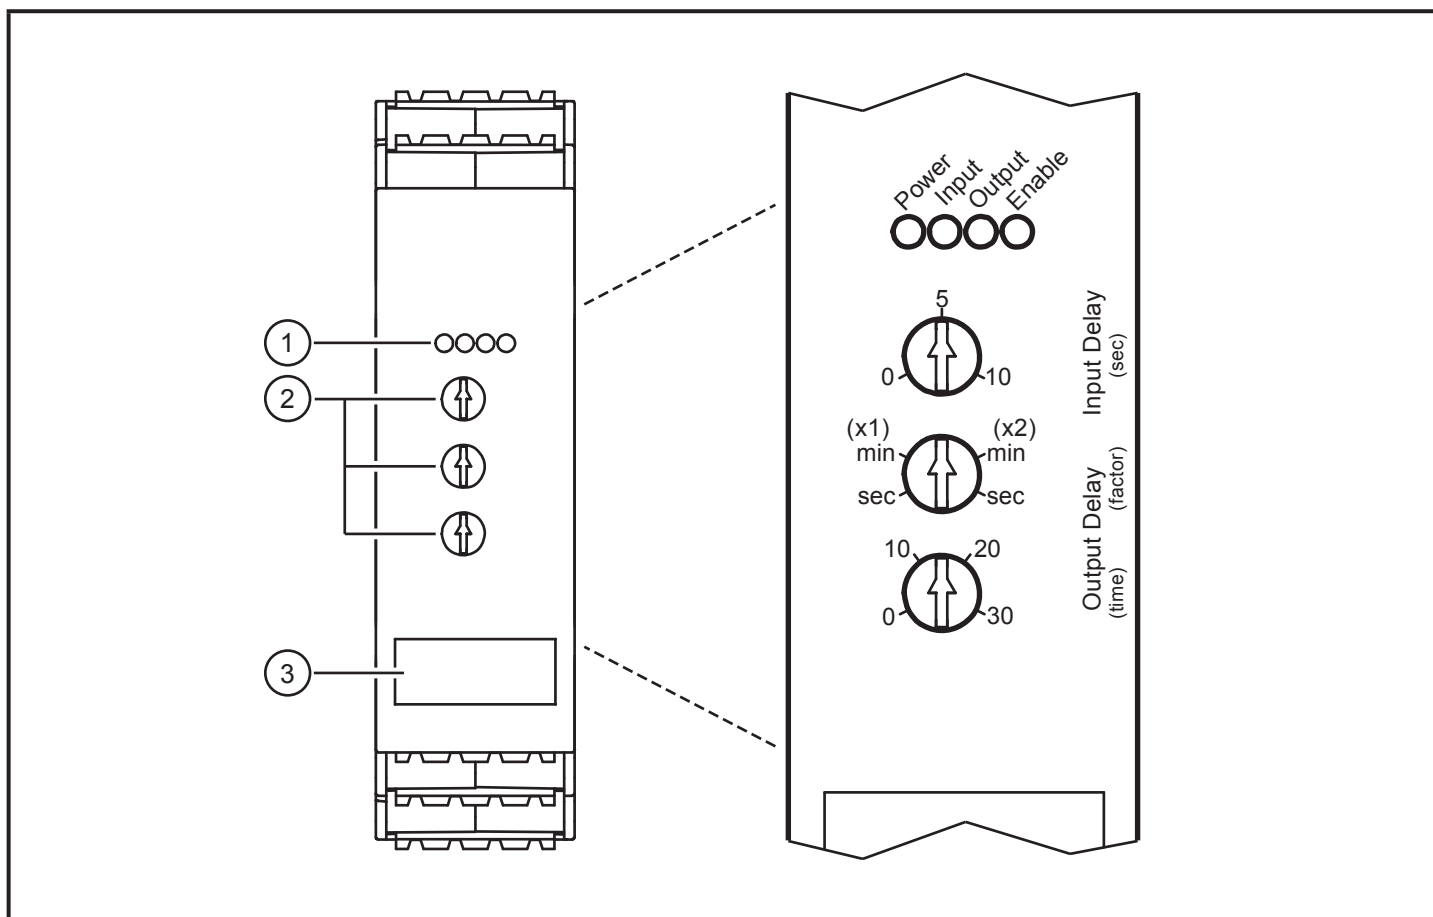 1
2
3
Power
Input
Output
Enable
5
0
10
Input Delay
(sec)
(x1)
(x2)
min
min
sec
sec
Output Delay
(factor)
(time)
10
20
0
30